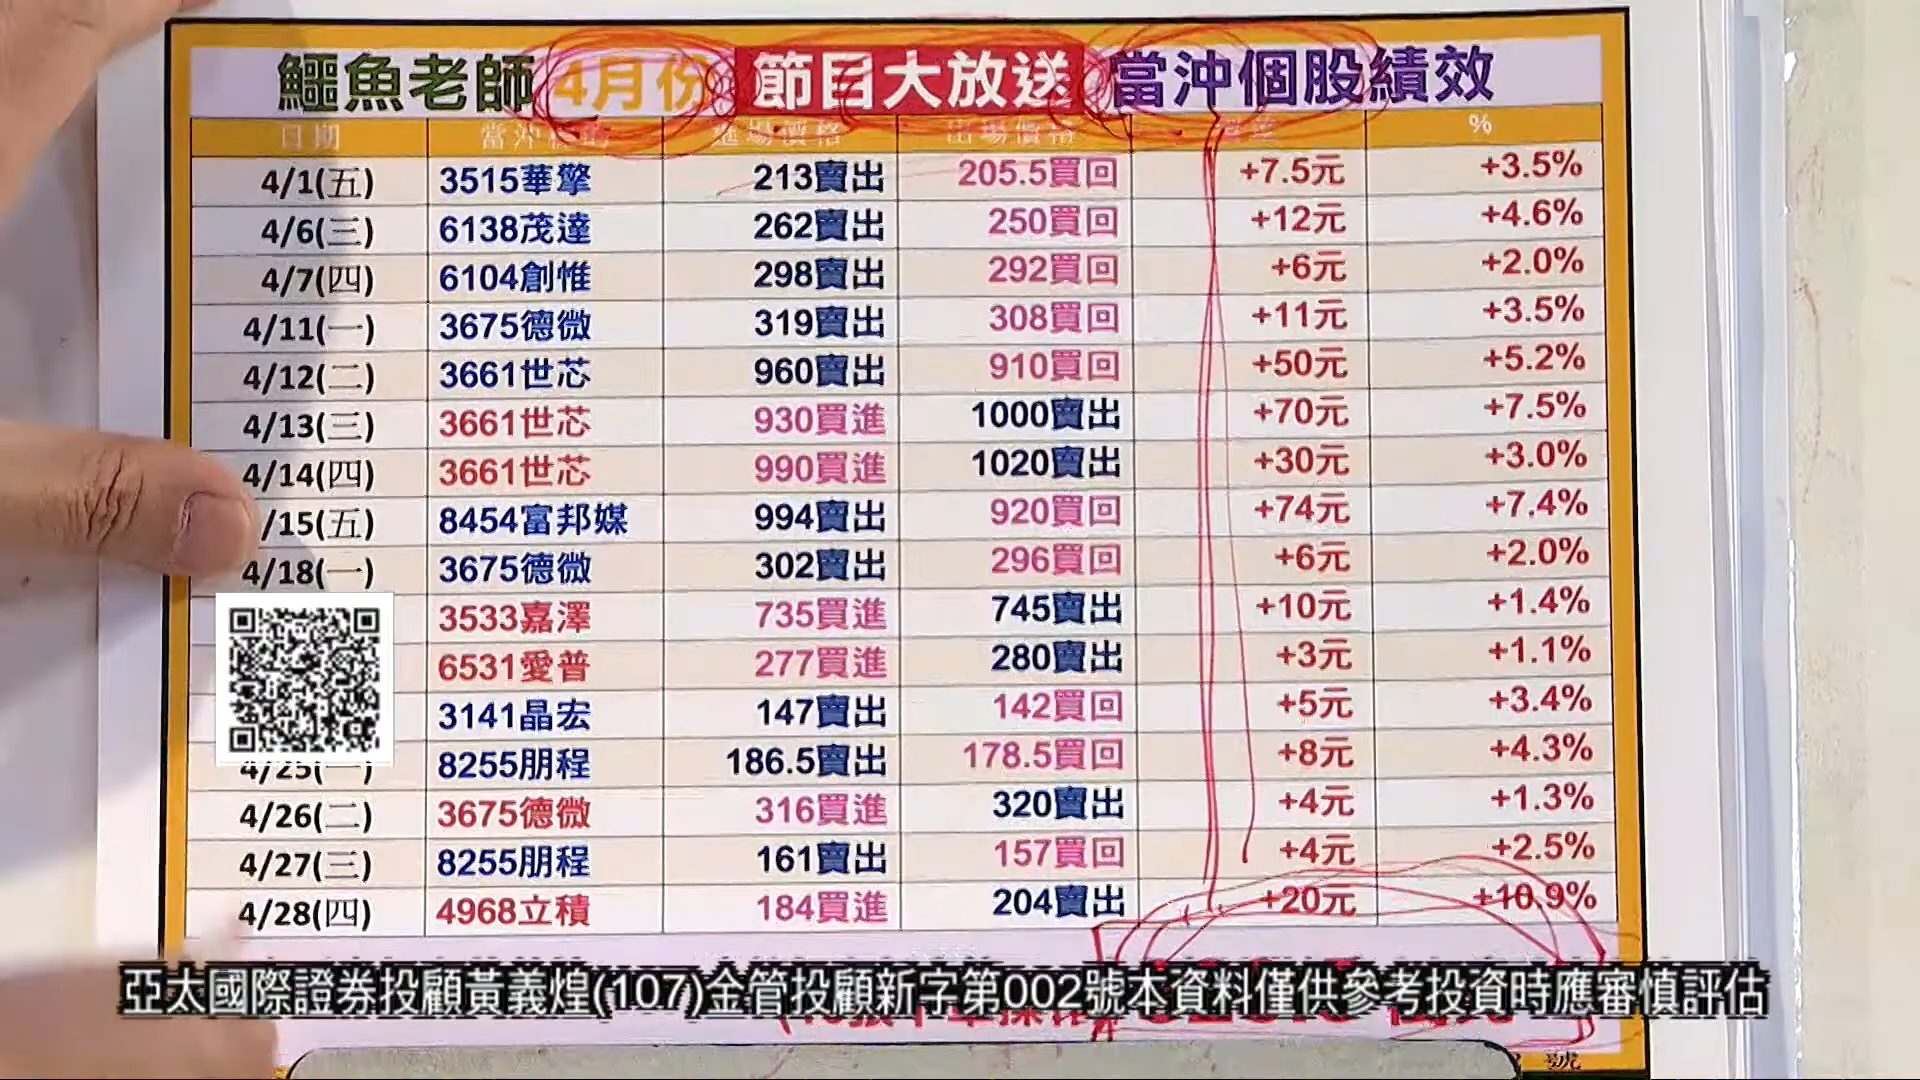 鱷魚老師 4月份 節目大放送 當沖個股績效
日期 當沖標的 進場價格 出場價格 %
4/1(五) 3515華擎 213賣出 205.5買回 +7.5元 +3.5%
4/6(三) 6138茂達 262賣出 250買回 +12元 +4.6%
4/7(四) 6104創惟 298賣出 292買回 +6元 +2.0%
4/11(一) 3675德微 319賣出 308買回 +11元 +3.5%
4/12(二) 3661世芯 960賣出 910買回 +50元 +5.2%
4/13(三) 3661世芯 930買進 1000賣出 +70元 +7.5%
4/14(四) 3661世芯 990買進 1020賣出 +30元 +3.0%
/15(五) 8454富邦媒 994賣出 920買回 +74元 +7.4%
4/18(一) 3675德微 302賣出 296買回 +6元 +2.0%
3533嘉澤 735買進 745賣出 +10元 +1.4%
6531愛普 277買進 280賣出 +3元 +1.1%
3141晶宏 147賣出 142買回 +5元 +3.4%
4/25(一) 8255朋程 186.5賣出 178.5買回 +8元 +4.3%
4/26(二) 3675德微 316買進 320賣出 +4元 +1.3%
4/27(三) 8255朋程 161賣出 157買回 +4元 +2.5%
4/28(四) 4968立積 184買進 204賣出 +20元 +10.9%
亞太國際證券投顧黃義煌(107)金管投顧新字第002號本資料僅供參考投資時應審慎評估
號